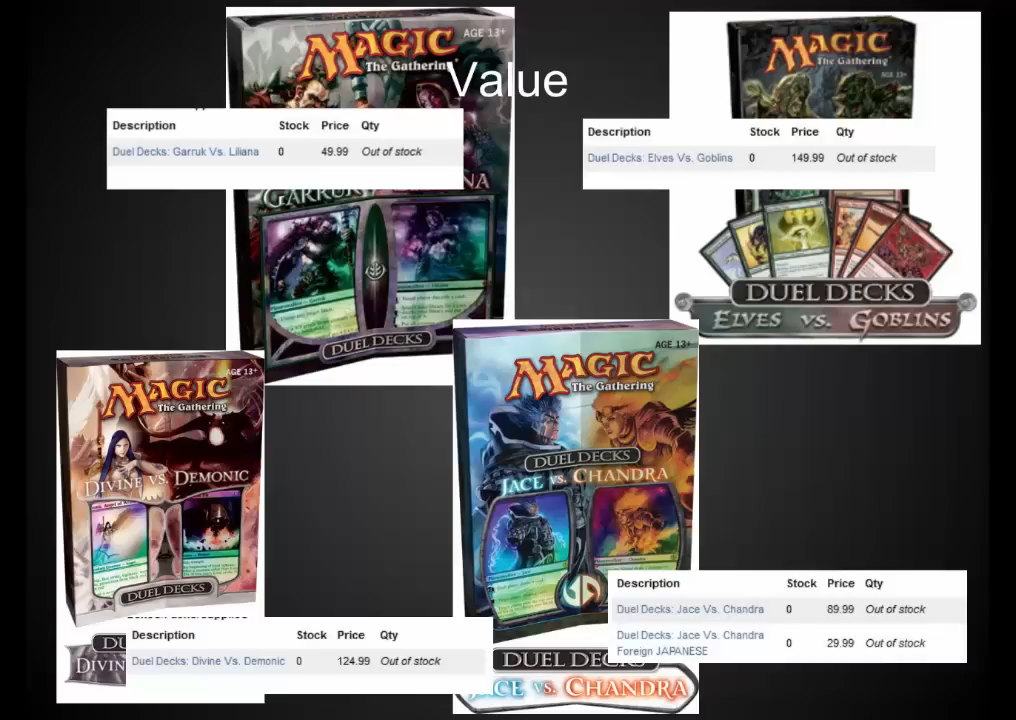 Value
MAGIC
The Gathering
AGE 13+
Description Stock Price Qty
Duel Decks: Garruk Vs. Liliana 0 49.99 Out of stock
DUEL DECKS
MAGIC
The Gathering
AGE 13+
Description Stock Price Qty
Duel Decks: Elves Vs. Goblins 0 149.99 Out of stock
DUEL DECKS
ELVES VS. GOBLINS
MAGIC
The Gathering
AGE 13+
DIVINE VS. DEMONIC
DUEL DECKS
Description Stock Price Qty
Duel Decks: Divine Vs. Demonic 0 124.99 Out of stock
MAGIC
The Gathering
AGE 13+
DUEL DECKS
JACE VS. CHANDRA
Description Stock Price Qty
Duel Decks: Jace Vs. Chandra 0 89.99 Out of stock
Duel Decks: Jace Vs. Chandra
Foreign JAPANESE 0 29.99 Out of stock
DUEL DECKS
JACE VS. CHANDRA